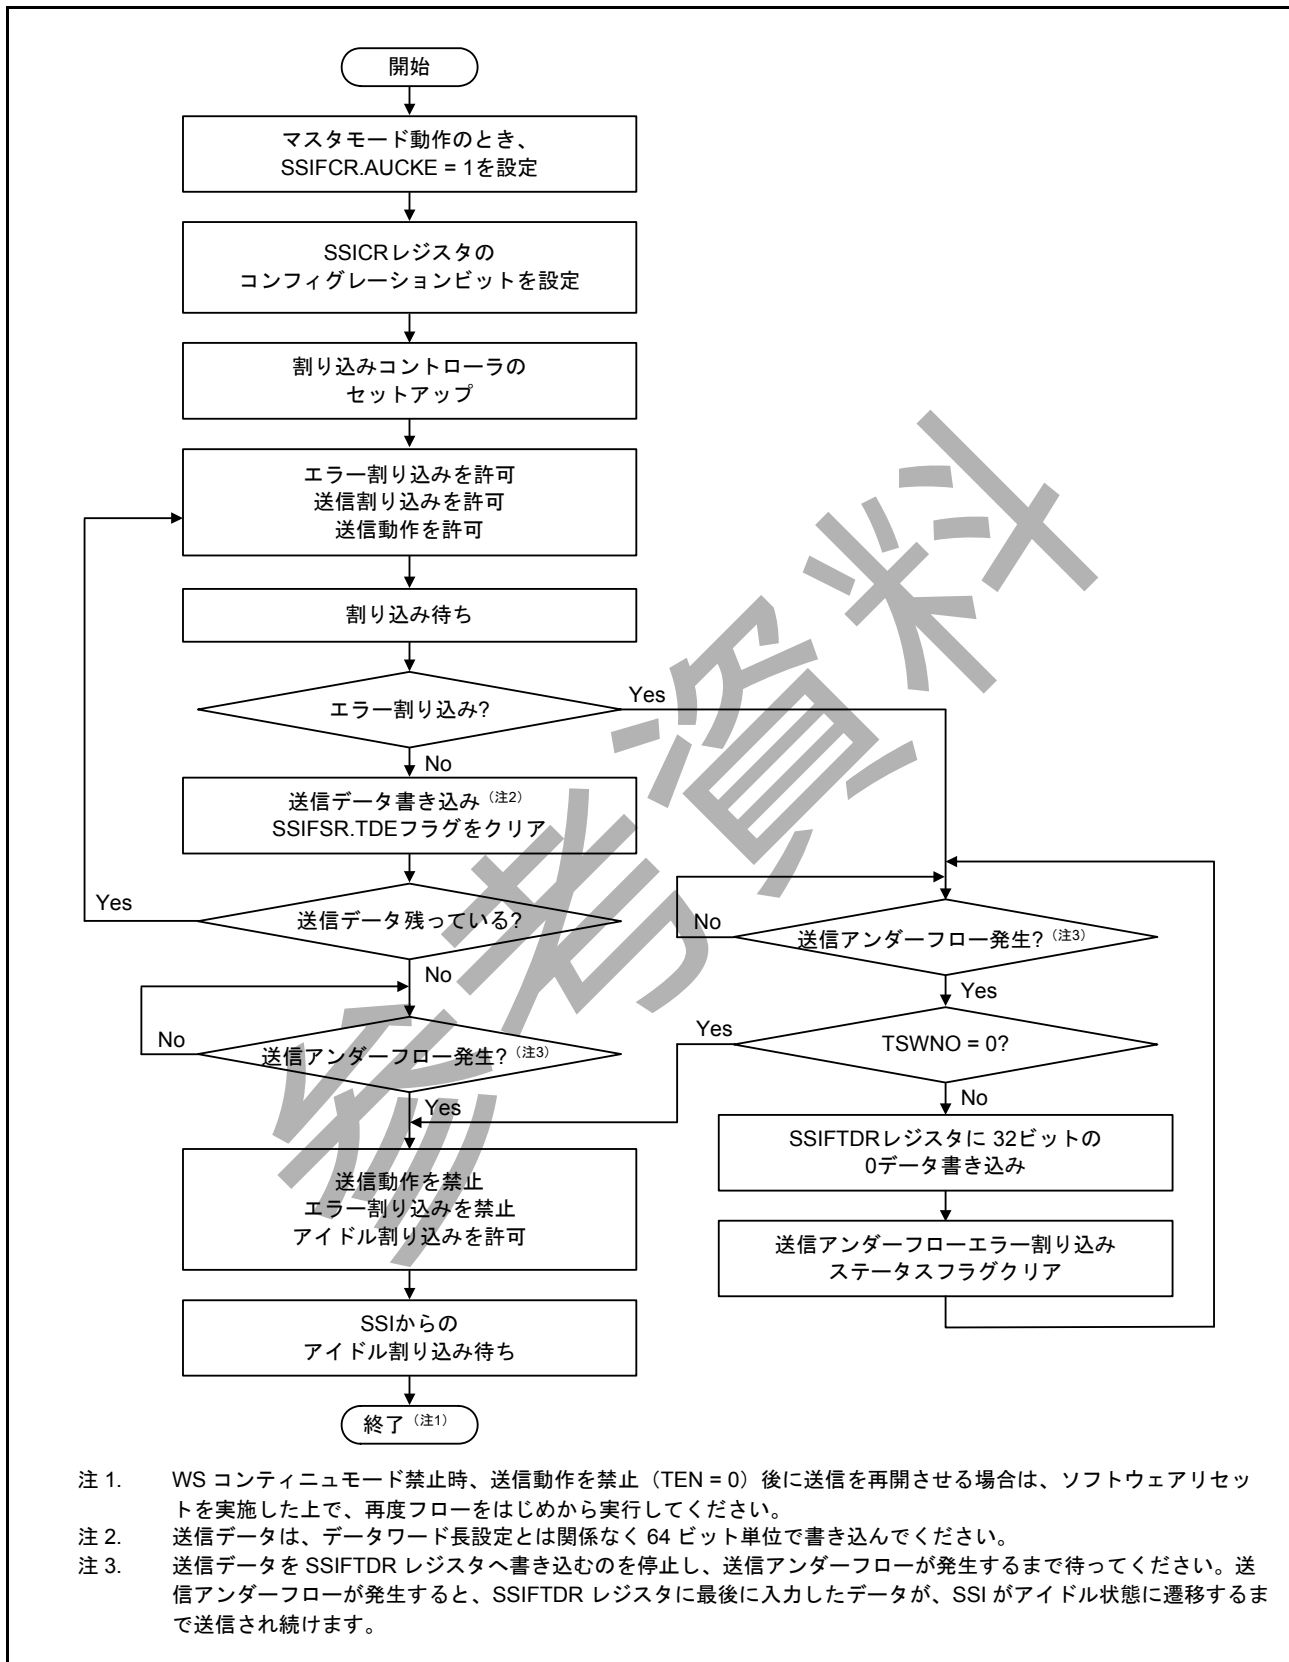 開始
マスタモード動作のとき、
SSIFCR.AUCKE = 1を設定
SSICRレジスタの
コンフィグレーションビットを設定
割り込みコントローラの
セットアップ
エラー割り込みを許可
送信割り込みを許可
送信動作を許可
割り込み待ち
エラー割り込み?
Yes
No
送信データ書き込み（注2）
SSIFSR.TDEフラグをクリア
送信データ残っている?
Yes
No
送信アンダーフロー発生?（注3）
No
Yes
送信アンダーフロー発生?（注3）
No
Yes
TSWNO = 0?
Yes
No
SSIFTDRレジスタに 32ビットの
0データ書き込み
送信アンダーフローエラー割り込み
ステータスフラグクリア
送信動作を禁止
エラー割り込みを禁止
アイドル割り込みを許可
SSIからの
アイドル割り込み待ち
終了（注1）
注 1. WS コンティニュモード禁止時、送信動作を禁止（TEN = 0）後に送信を再開させる場合は、ソフトウェアリセッ
トを実施した上で、再度フローをはじめから実行してください。
注 2. 送信データは、データワード長設定とは関係なく 64 ビット単位で書き込んでください。
注 3. 送信データを SSIFTDR レジスタへ書き込むのを停止し、送信アンダーフローが発生するまで待ってください。送
信アンダーフローが発生すると、SSIFTDR レジスタに最後に入力したデータが、SSI がアイドル状態に遷移するま
で送信され続けます。
参考資料